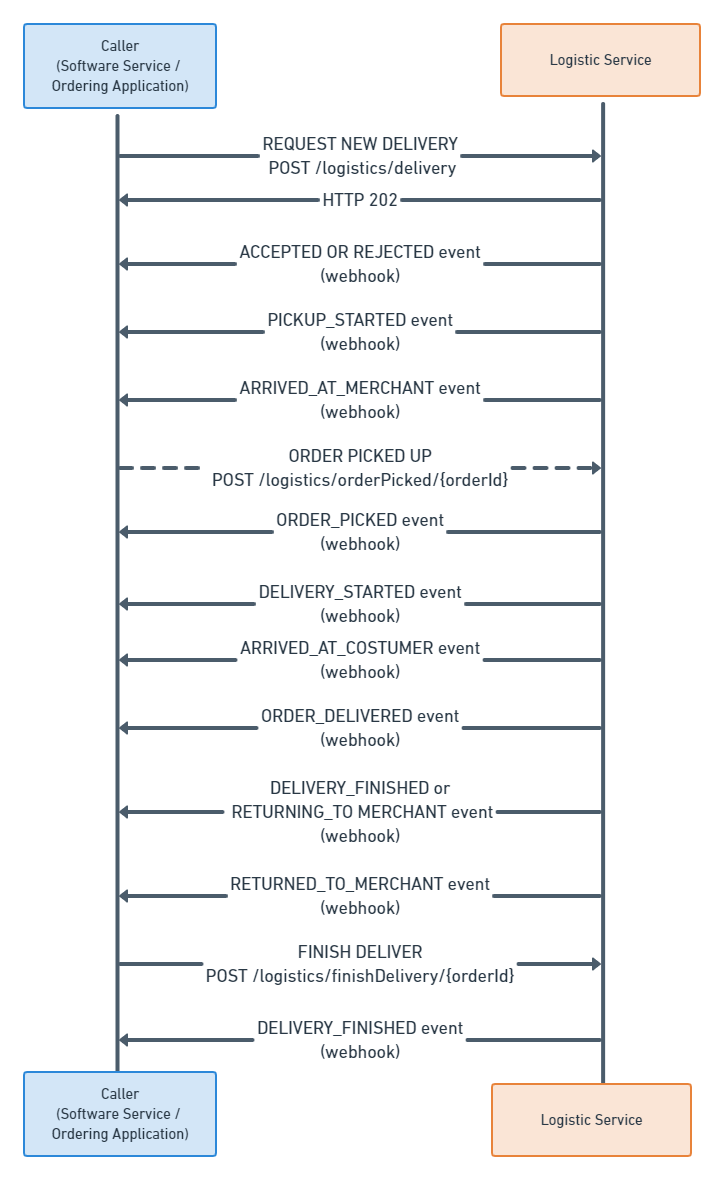 Caller
(Software Service /
Ordering Application)
Logistic Service
REQUEST NEW DELIVERY
POST /logistics/delivery
HTTP 202
ACCEPTED OR REJECTED event
(webhook)
PICKUP_STARTED event
(webhook)
ARRIVED_AT_MERCHANT event
(webhook)
ORDER PICKED UP
POST /logistics/orderPicked/{orderId}
ORDER_PICKED event
(webhook)
DELIVERY_STARTED event
(webhook)
ARRIVED_AT_COSTUMER event
(webhook)
ORDER_DELIVERED event
(webhook)
DELIVERY_FINISHED or
RETURNING_TO MERCHANT event
(webhook)
RETURNED_TO_MERCHANT event
(webhook)
FINISH DELIVER
POST /logistics/finishDelivery/{orderId}
DELIVERY_FINISHED event
(webhook)
Caller
(Software Service /
Ordering Application)
Logistic Service